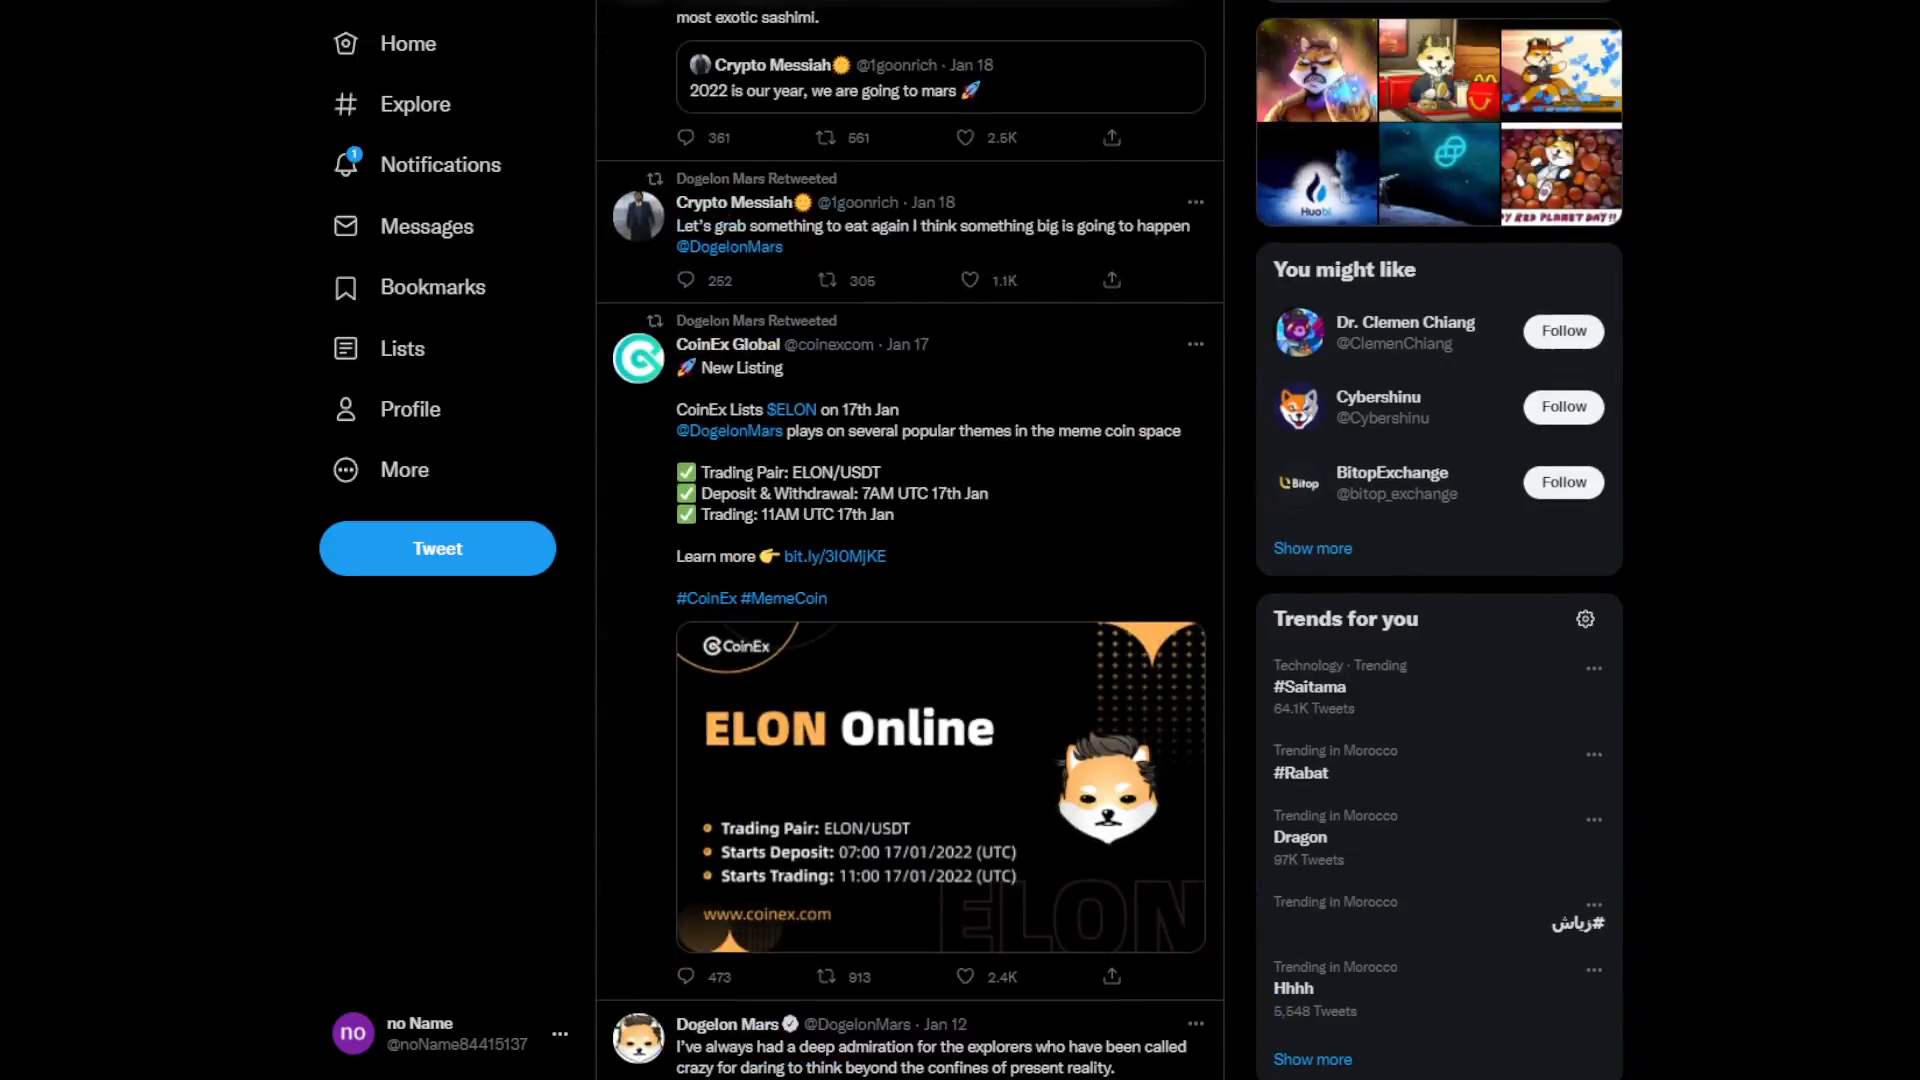 Home
Explore
1
Notifications
Messages
Bookmarks
Lists
Profile
More
Tweet
no
no Name
@noName84415137
most exotic sashimi.
Crypto Messiah @1goonrich · Jan 18
2022 is our year, we are going to mars 🚀
361 561 2.5K
Dogelon Mars Retweeted
Crypto Messiah @1goonrich · Jan 18
Let's grab something to eat again I think something big is going to happen
@DogelonMars
252 305 1.1K
Dogelon Mars Retweeted
CoinEx Global @coinexcom · Jan 17
🚀 New Listing
CoinEx Lists $ELON on 17th Jan
@DogelonMars plays on several popular themes in the meme coin space
✅ Trading Pair: ELON/USDT
✅ Deposit & Withdrawal: 7AM UTC 17th Jan
✅ Trading: 11AM UTC 17th Jan
Learn more 👉 bit.ly/3I0MjKE
#CoinEx #MemeCoin
CoinEx
ELON Online
Trading Pair: ELON/USDT
Starts Deposit: 07:00 17/01/2022 (UTC)
Starts Trading: 11:00 17/01/2022 (UTC)
www.coinex.com
ELON
473 913 2.4K
Dogelon Mars @DogelonMars · Jan 12
I've always had a deep admiration for the explorers who have been called
crazy for daring to think beyond the confines of present reality.
Huobi
Y RED PLANET DAY!!
You might like
Dr. Clemen Chiang
@ClemenChiang
Follow
Cybershinu
@Cybershinu
Follow
Bitop
BitopExchange
@bitop_exchange
Follow
Show more
Trends for you
Technology · Trending
#Saitama
64.1K Tweets
Trending in Morocco
#Rabat
Trending in Morocco
Dragon
97K Tweets
Trending in Morocco
#زياش
Trending in Morocco
Hhhh
5,548 Tweets
Show more